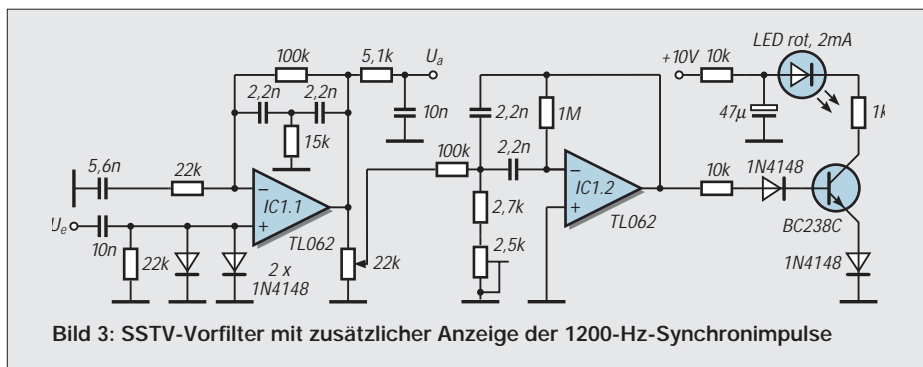 100k
5,1k
Ua
2,2n
2,2n
15k
5,6n
22k
−
IC1.1
+
TL062
Ue
10n
22k
2 x
1N4148
10n
22k
100k
2,2n
1M
2,2n
−
IC1.2
+
TL062
2,7k
2,5k
+10V
10k
LED rot, 2mA
47µ
1k
10k
1N4148
BC238C
1N4148
Bild 3: SSTV-Vorfilter mit zusätzlicher Anzeige der 1200-Hz-Synchronimpulse